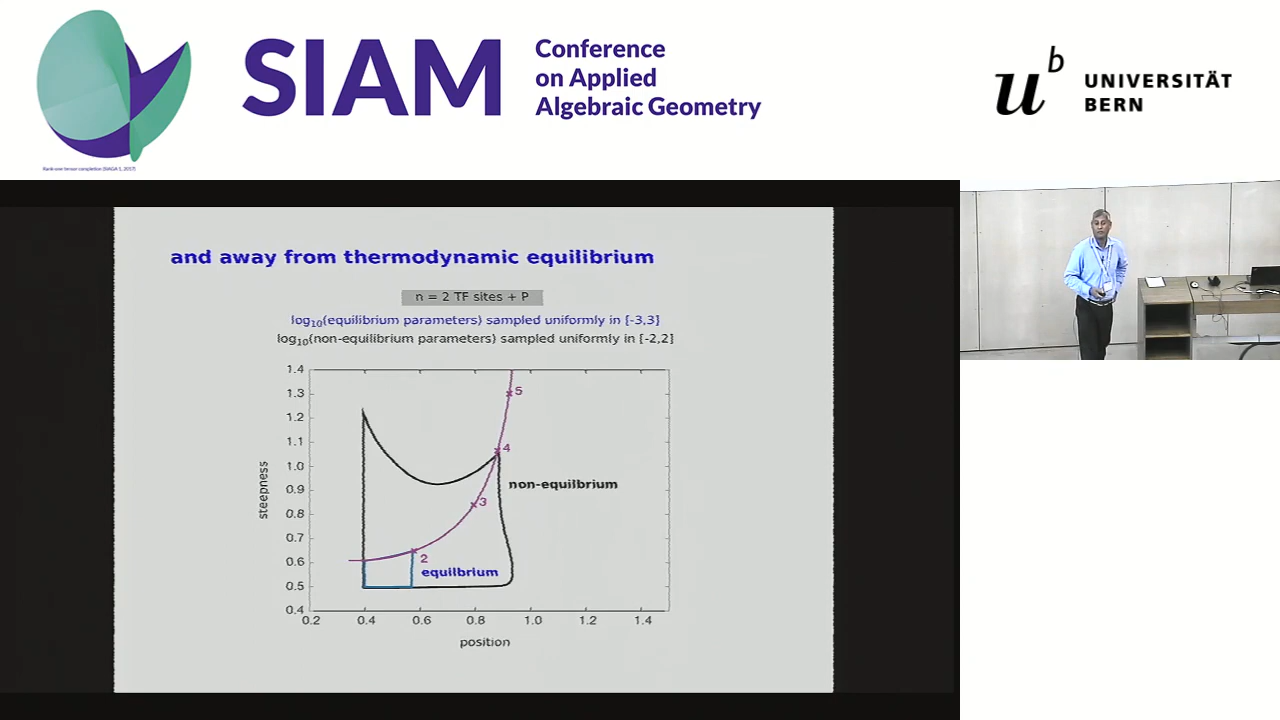 SIAM
Conference
on Applied
Algebraic Geometry
u b
UNIVERSITÄT
BERN
and away from thermodynamic equilibrium
n = 2 TF sites + P
log10(equilibrium parameters) sampled uniformly in [-3,3]
log10(non-equilibrium parameters) sampled uniformly in [-2,2]
1.4
1.3
1.2
1.1
1.0
0.9
0.8
0.7
0.6
0.5
0.4
steepness
5
4
non-equilbrium
3
2
equilbrium
0.2 0.4 0.6 0.8 1.0 1.2 1.4
position